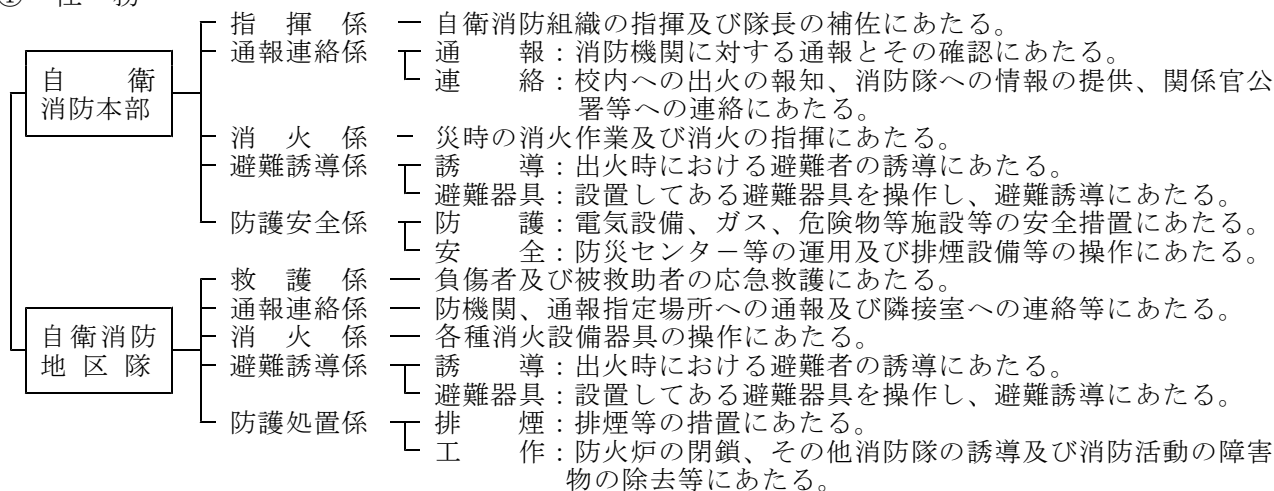 ① 任　務
指　揮　係 ― 自衛消防組織の指揮及び隊長の補佐にあたる。
通報連絡係 通　　報：消防機関に対する通報とその確認にあたる。
連　　絡：校内への出火の報知、消防隊への情報の提供、関係官公
署等への連絡にあたる。
自　　衛
消防本部
消　火　係 － 災時の消火作業及び消火の指揮にあたる。
避難誘導係 誘　　導：出火時における避難者の誘導にあたる。
避難器具：設置してある避難器具を操作し、避難誘導にあたる。
防護安全係 防　　護：電気設備、ガス、危険物等施設等の安全措置にあたる。
安　　全：防災センター等の運用及び排煙設備等の操作にあたる。
救　護　係 ― 負傷者及び被救助者の応急救護にあたる。
通報連絡係 ― 防機関、通報指定場所への通報及び隣接室への連絡等にあたる。
自衛消防
地 区 隊
消　火　係 ― 各種消火設備器具の操作にあたる。
避難誘導係 誘　　導：出火時における避難者の誘導にあたる。
避難器具：設置してある避難器具を操作し、避難誘導にあたる。
防護処置係 排　　煙：排煙等の措置にあたる。
工　　作：防火炉の閉鎖、その他消防隊の誘導及び消防活動の障害
物の除去等にあたる。